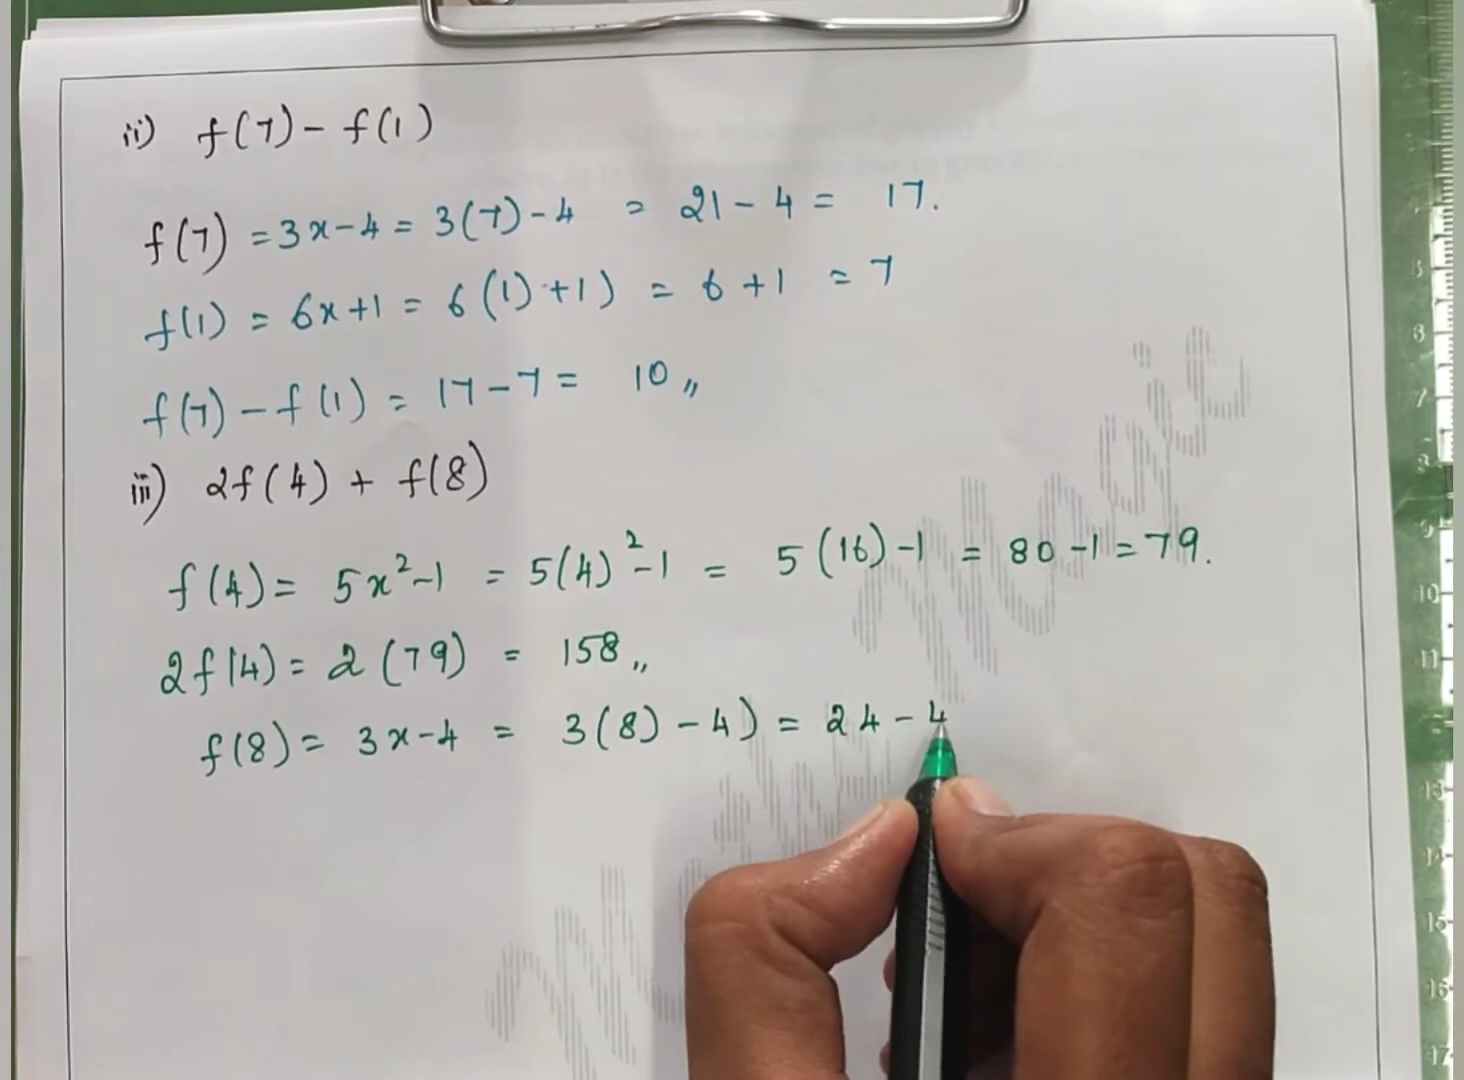 ii) f(7) - f(1)
f(7) = 3x-4 = 3(7)-4 = 21-4 = 17.
f(1) = 6x+1 = 6(1)+1) = 6+1 = 7
f(7) - f(1) = 17-7 = 10,,
iii) 2f(4) + f(8)
f(4) = 5x²-1 = 5(4)²-1 = 5(16)-1 = 80-1 = 79.
2f(4) = 2(79) = 158,,
f(8) = 3x-4 = 3(8)-4) = 24-4